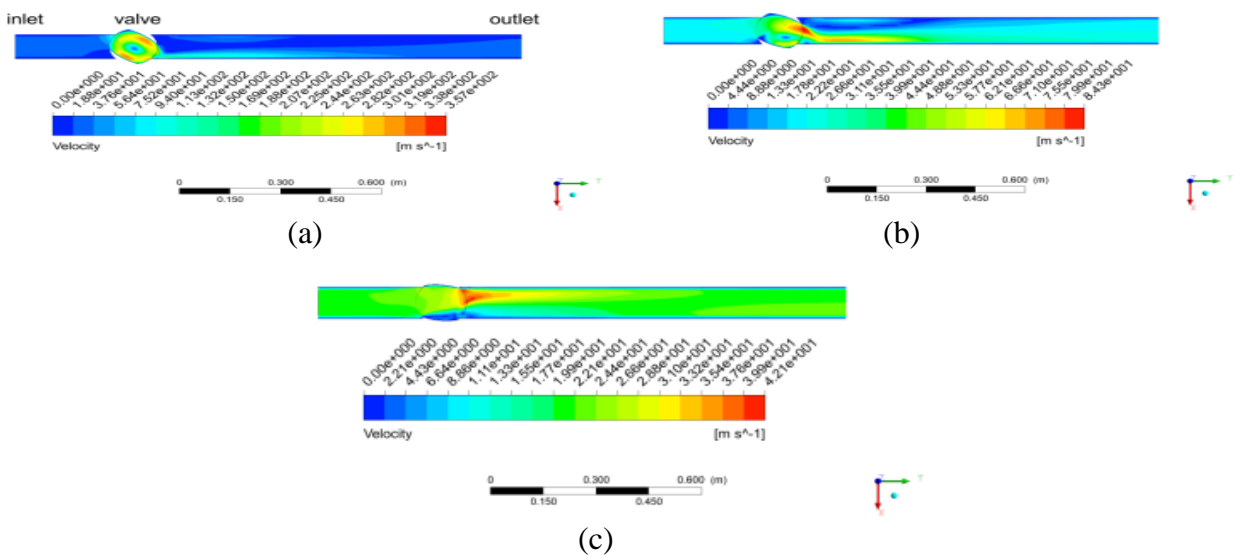 inlet valve outlet
0.00e+000
1.88e+001
3.76e+001
5.64e+001
7.52e+001
9.40e+001
1.13e+002
1.32e+002
1.50e+002
1.69e+002
1.88e+002
2.07e+002
2.25e+002
2.44e+002
2.63e+002
2.82e+002
3.01e+002
3.19e+002
3.38e+002
3.57e+002
Velocity [m s^-1]
0 0.300 0.600 (m)
0.150 0.450
Z Y
X
(a)
0.00e+000
4.44e+000
8.88e+000
1.33e+001
1.78e+001
2.22e+001
2.66e+001
3.11e+001
3.55e+001
3.99e+001
4.44e+001
4.88e+001
5.33e+001
5.77e+001
6.21e+001
6.66e+001
7.10e+001
7.55e+001
7.99e+001
8.43e+001
Velocity [m s^-1]
0 0.300 0.600 (m)
0.150 0.450
Z Y
X
(b)
0.00e+000
2.21e+000
4.43e+000
6.64e+000
8.86e+000
1.11e+001
1.33e+001
1.55e+001
1.77e+001
1.99e+001
2.21e+001
2.44e+001
2.66e+001
2.88e+001
3.10e+001
3.32e+001
3.54e+001
3.76e+001
3.99e+001
4.21e+001
Velocity [m s^-1]
0 0.300 0.600 (m)
0.150 0.450
Z Y
X
(c)